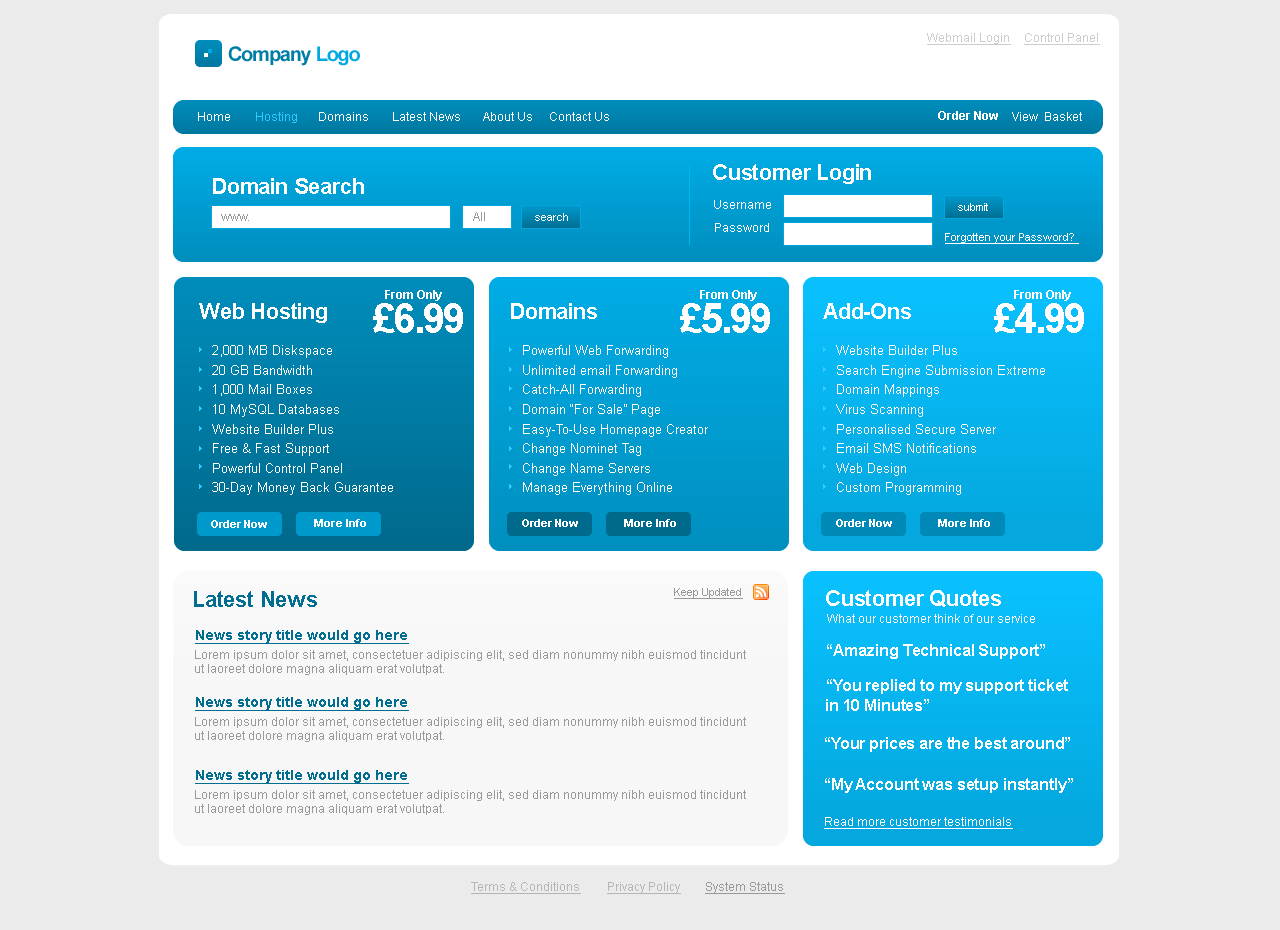 Webmail Login Control Panel
Company Logo
Home Hosting Domains Latest News About Us Contact Us Order Now View Basket
Domain Search
www. All search
Customer Login
Username submit
Password Forgotten your Password?
Web Hosting
From Only
£6.99
2,000 MB Diskspace
20 GB Bandwidth
1,000 Mail Boxes
10 MySQL Databases
Website Builder Plus
Free & Fast Support
Powerful Control Panel
30-Day Money Back Guarantee
Order Now More Info
Domains
From Only
£5.99
Powerful Web Forwarding
Unlimited email Forwarding
Catch-All Forwarding
Domain "For Sale" Page
Easy-To-Use Homepage Creator
Change Nominet Tag
Change Name Servers
Manage Everything Online
Order Now More Info
Add-Ons
From Only
£4.99
Website Builder Plus
Search Engine Submission Extreme
Domain Mappings
Virus Scanning
Personalised Secure Server
Email SMS Notifications
Web Design
Custom Programming
Order Now More Info
Latest News
Keep Updated
News story title would go here
Lorem ipsum dolor sit amet, consectetuer adipiscing elit, sed diam nonummy nibh euismod tincidunt
ut laoreet dolore magna aliquam erat volutpat.
News story title would go here
Lorem ipsum dolor sit amet, consectetuer adipiscing elit, sed diam nonummy nibh euismod tincidunt
ut laoreet dolore magna aliquam erat volutpat.
News story title would go here
Lorem ipsum dolor sit amet, consectetuer adipiscing elit, sed diam nonummy nibh euismod tincidunt
ut laoreet dolore magna aliquam erat volutpat.
Customer Quotes
What our customer think of our service
“Amazing Technical Support”
“You replied to my support ticket
in 10 Minutes”
“Your prices are the best around”
“My Account was setup instantly”
Read more customer testimonials
Terms & Conditions Privacy Policy System Status